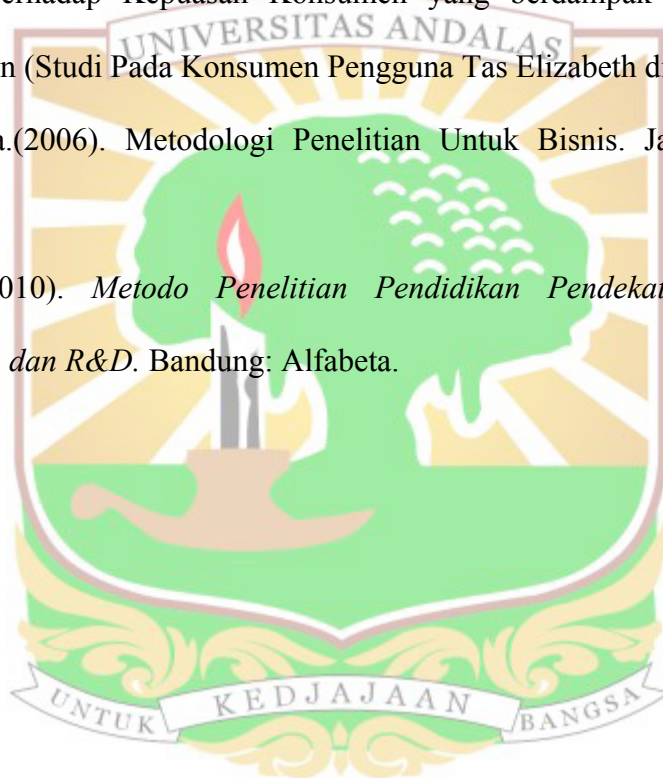 erhadap Kepuasan Konsumen yang berdampak
UNIVERSITAS ANDALAS
n (Studi Pada Konsumen Pengguna Tas Elizabeth di
a.(2006). Metodologi Penelitian Untuk Bisnis. Ja
010). Metodo Penelitian Pendidikan Pendekat
dan R&D. Bandung: Alfabeta.
UNTUK KEDJAJAAN BANGSA